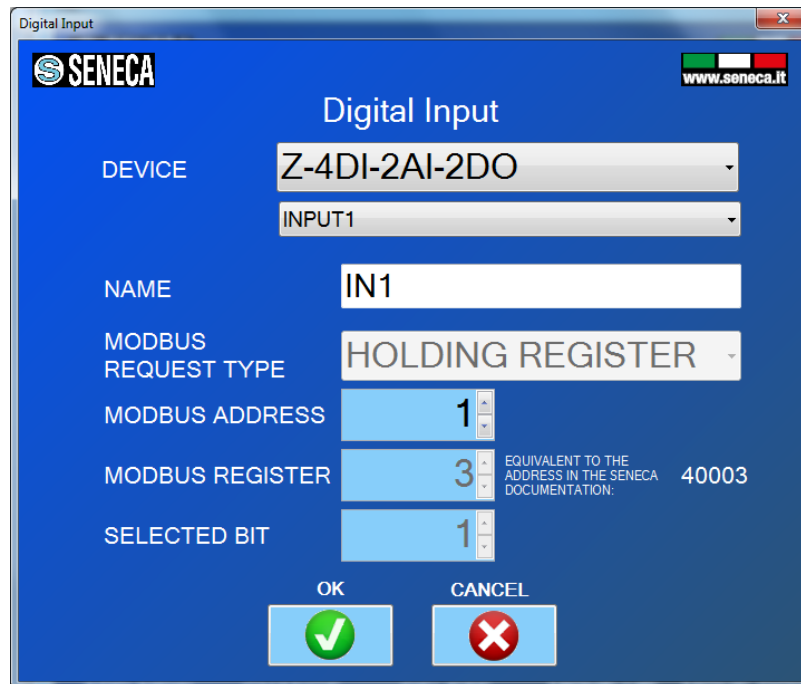 Digital Input
SENECA
www.seneca.it
Digital Input
DEVICE
Z-4DI-2AI-2DO
INPUT1
NAME
IN1
MODBUS
REQUEST TYPE
HOLDING REGISTER
MODBUS ADDRESS
1
MODBUS REGISTER
3
EQUIVALENT TO THE
ADDRESS IN THE SENECA
DOCUMENTATION:
40003
SELECTED BIT
1
OK
CANCEL